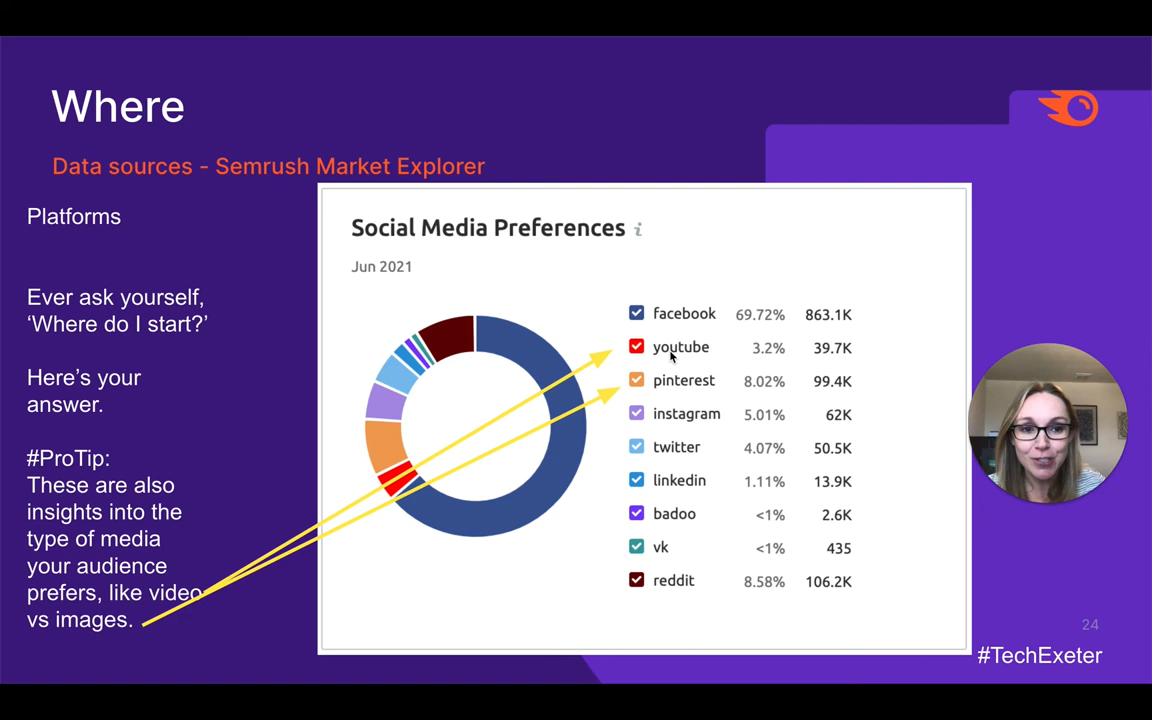 Where
Data sources - Semrush Market Explorer
Platforms
Ever ask yourself,
‘Where do I start?’
Here’s your
answer.
#ProTip:
These are also
insights into the
type of media
your audience
prefers, like video
vs images.
Social Media Preferences i
Jun 2021
facebook 69.72% 863.1K
youtube 3.2% 39.7K
pinterest 8.02% 99.4K
instagram 5.01% 62K
twitter 4.07% 50.5K
linkedin 1.11% 13.9K
badoo <1% 2.6K
vk <1% 435
reddit 8.58% 106.2K
24
#TechExeter